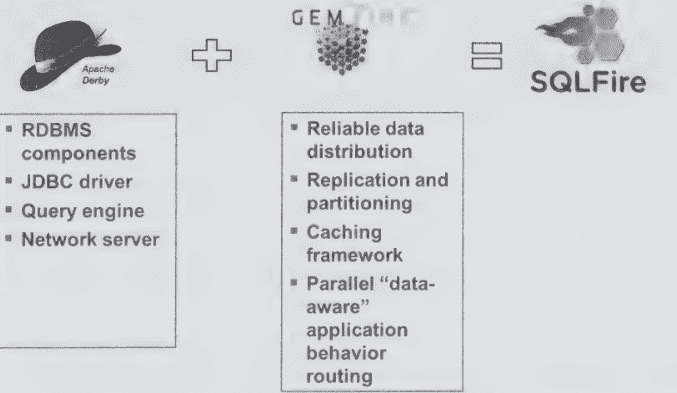 Apache
Derby
GEM
SQLFire
▪ RDBMS
components
▪ JDBC driver
▪ Query engine
▪ Network server
▪ Reliable data
distribution
▪ Replication and
partitioning
▪ Caching
framework
▪ Parallel “data-
aware”
application
behavior
routing